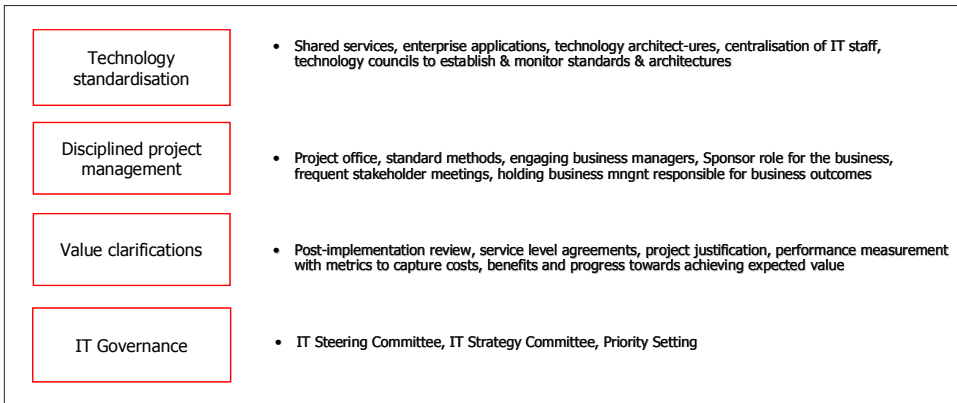 Technology
standardisation
• Shared services, enterprise applications, technology architect-ures, centralisation of IT staff,
technology councils to establish & monitor standards & architectures
Disciplined project
management
• Project office, standard methods, engaging business managers, Sponsor role for the business,
frequent stakeholder meetings, holding business mngnt responsible for business outcomes
Value clarifications
• Post-implementation review, service level agreements, project justification, performance measurement
with metrics to capture costs, benefits and progress towards achieving expected value
IT Governance
• IT Steering Committee, IT Strategy Committee, Priority Setting